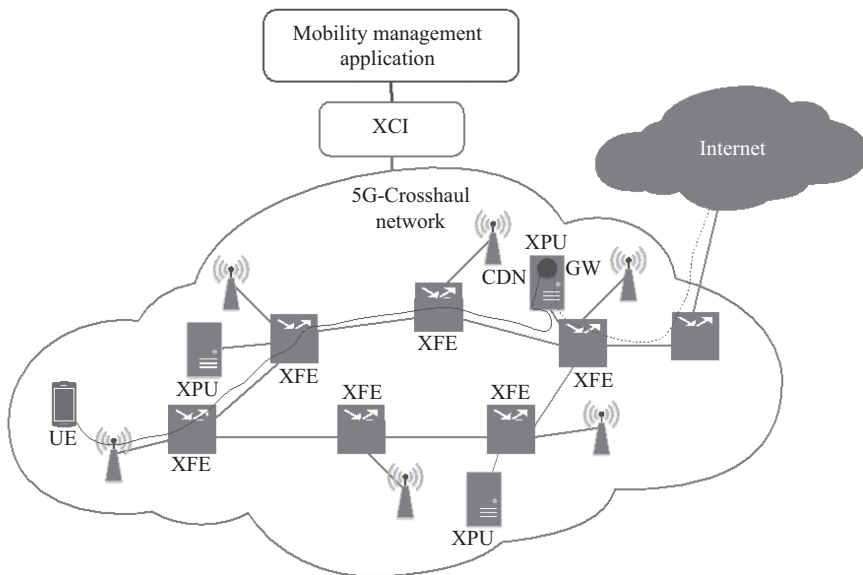 Mobility management
application
XCI
Internet
5G-Crosshaul
network
XPU
CDN
GW
XFE
XPU
XFE
XFE
XFE
XFE
UE
XFE
XPU